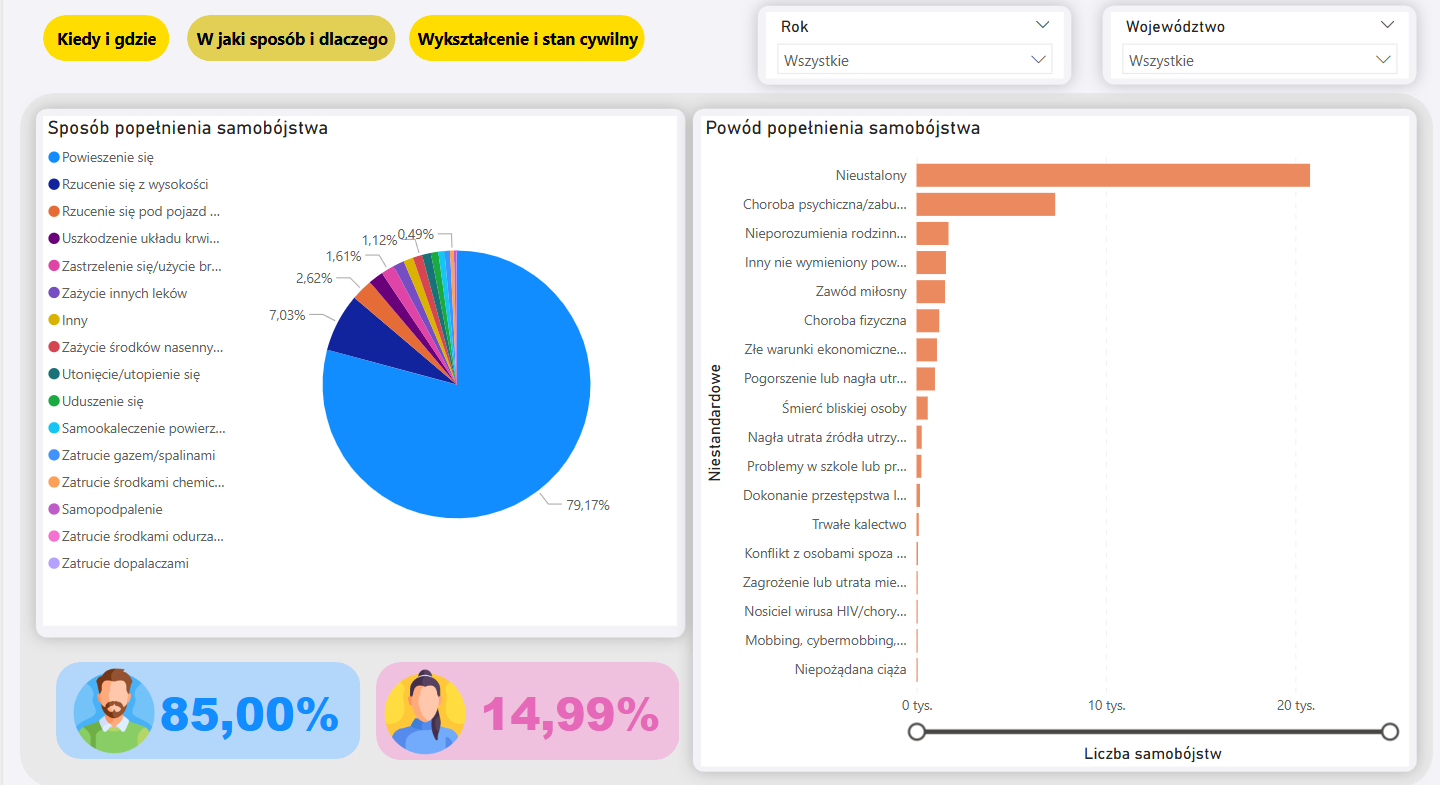 Kiedy i gdzie
W jaki sposób i dlaczego
Wykształcenie i stan cywilny
Rok
Wszystkie
Województwo
Wszystkie
Sposób popełnienia samobójstwa
Powieszenie się
Rzucenie się z wysokości
Rzucenie się pod pojazd ...
Uszkodzenie układu krwi...
Zastrzelenie się/użycie br...
Zażycie innych leków
Inny
Zażycie środków nasenny...
Utonięcie/utopienie się
Uduszenie się
Samookaleczenie powierz...
Zatrucie gazem/spalinami
Zatrucie środkami chemic...
Samopodpalenie
Zatrucie środkami odurza...
Zatrucie dopalaczami
0,49%
1,12%
1,61%
2,62%
7,03%
79,17%
85,00%
14,99%
Powód popełnienia samobójstwa
Niestandardowe
Nieustalony
Choroba psychiczna/zabu...
Nieporozumienia rodzinn...
Inny nie wymieniony pow...
Zawód miłosny
Choroba fizyczna
Złe warunki ekonomiczne...
Pogorszenie lub nagła utr...
Śmierć bliskiej osoby
Nagła utrata źródła utrzy...
Problemy w szkole lub pr...
Dokonanie przestępstwa l...
Trwałe kalectwo
Konflikt z osobami spoza ...
Zagrożenie lub utrata mie...
Nosiciel wirusa HIV/chory...
Mobbing, cybermobbing,...
Niepożądana ciąża
0 tys.
10 tys.
20 tys.
Liczba samobójstw